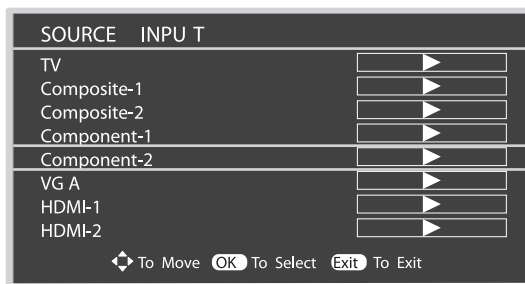 SOURCE INPU T
TV
Composite-1
Composite-2
Component-1
Component-2
VG A
HDMI-1
HDMI-2
To Move OK To Select Exit To Exit